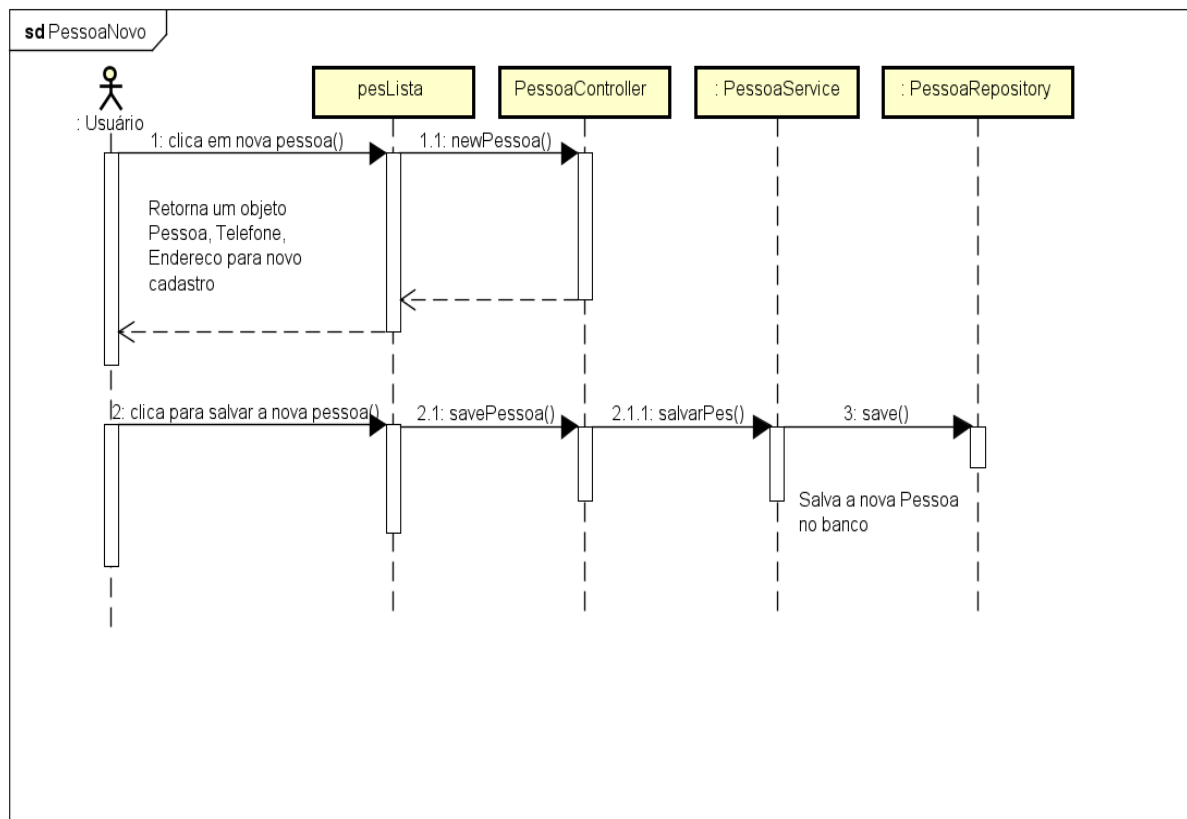 sd PessoaNovo
: Usuário
pesLista
PessoaController
: PessoaService
: PessoaRepository
1: clica em nova pessoa()
1.1: newPessoa()
Retorna um objeto
Pessoa, Telefone,
Endereco para novo
cadastro
2: clica para salvar a nova pessoa()
2.1: savePessoa()
2.1.1: salvarPes()
3: save()
Salva a nova Pessoa
no banco